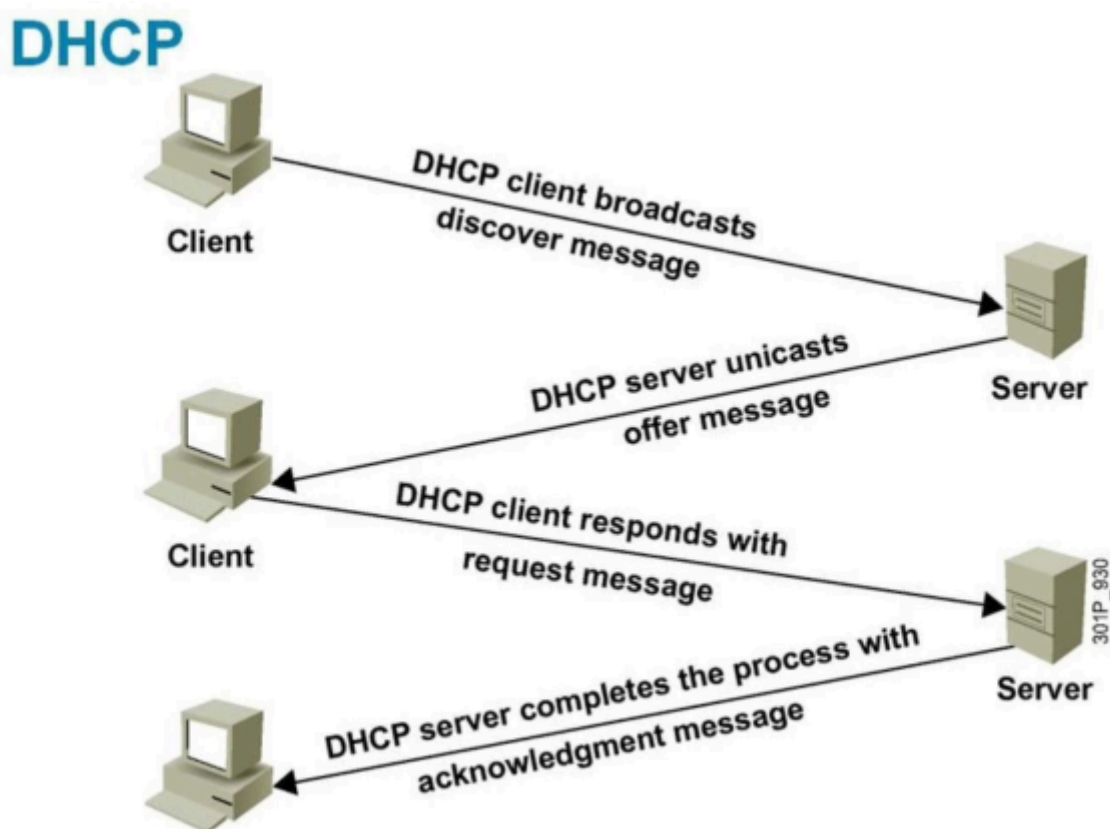 DHCP
DHCP client broadcasts
discover message
Client
DHCP server unicasts
offer message
Server
DHCP client responds with
request message
Client
301P_930
DHCP server completes the process with
acknowledgment message
Server